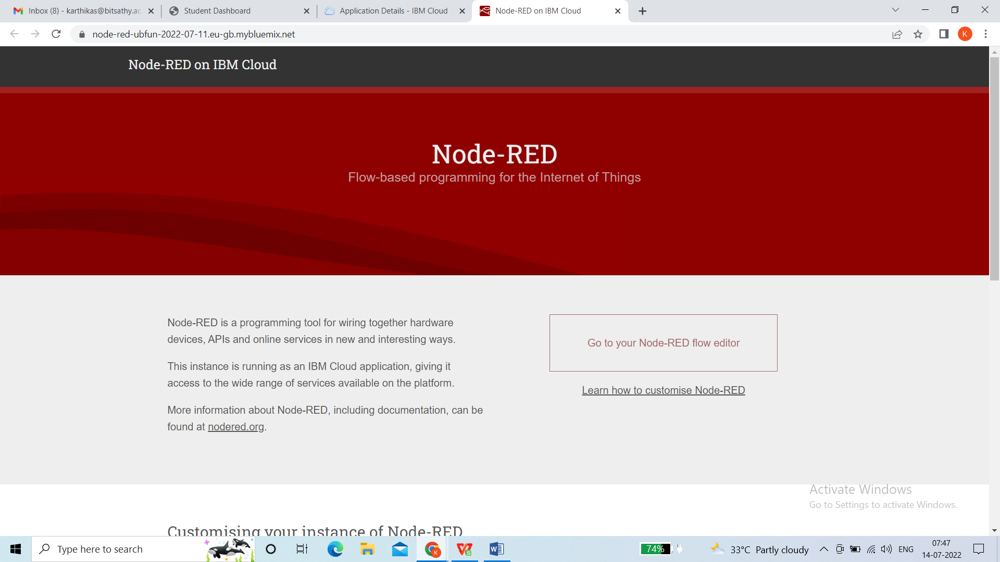 Inbox (8) - karthikas@bitsathy.ac.
Student Dashboard
Application Details - IBM Cloud
Node-RED on IBM Cloud
node-red-ubfun-2022-07-11.eu-gb.mybluemix.net
K
Node-RED on IBM Cloud
Node-RED
Flow-based programming for the Internet of Things
Node-RED is a programming tool for wiring together hardware
devices, APIs and online services in new and interesting ways.
This instance is running as an IBM Cloud application, giving it
access to the wide range of services available on the platform.
More information about Node-RED, including documentation, can be
found at nodered.org.
Go to your Node-RED flow editor
Learn how to customise Node-RED
Activate Windows
Go to Settings to activate Windows.
Customising your instance of Node-RED
Type here to search
74%
33°C Partly cloudy
ENG
07:47
14-07-2022